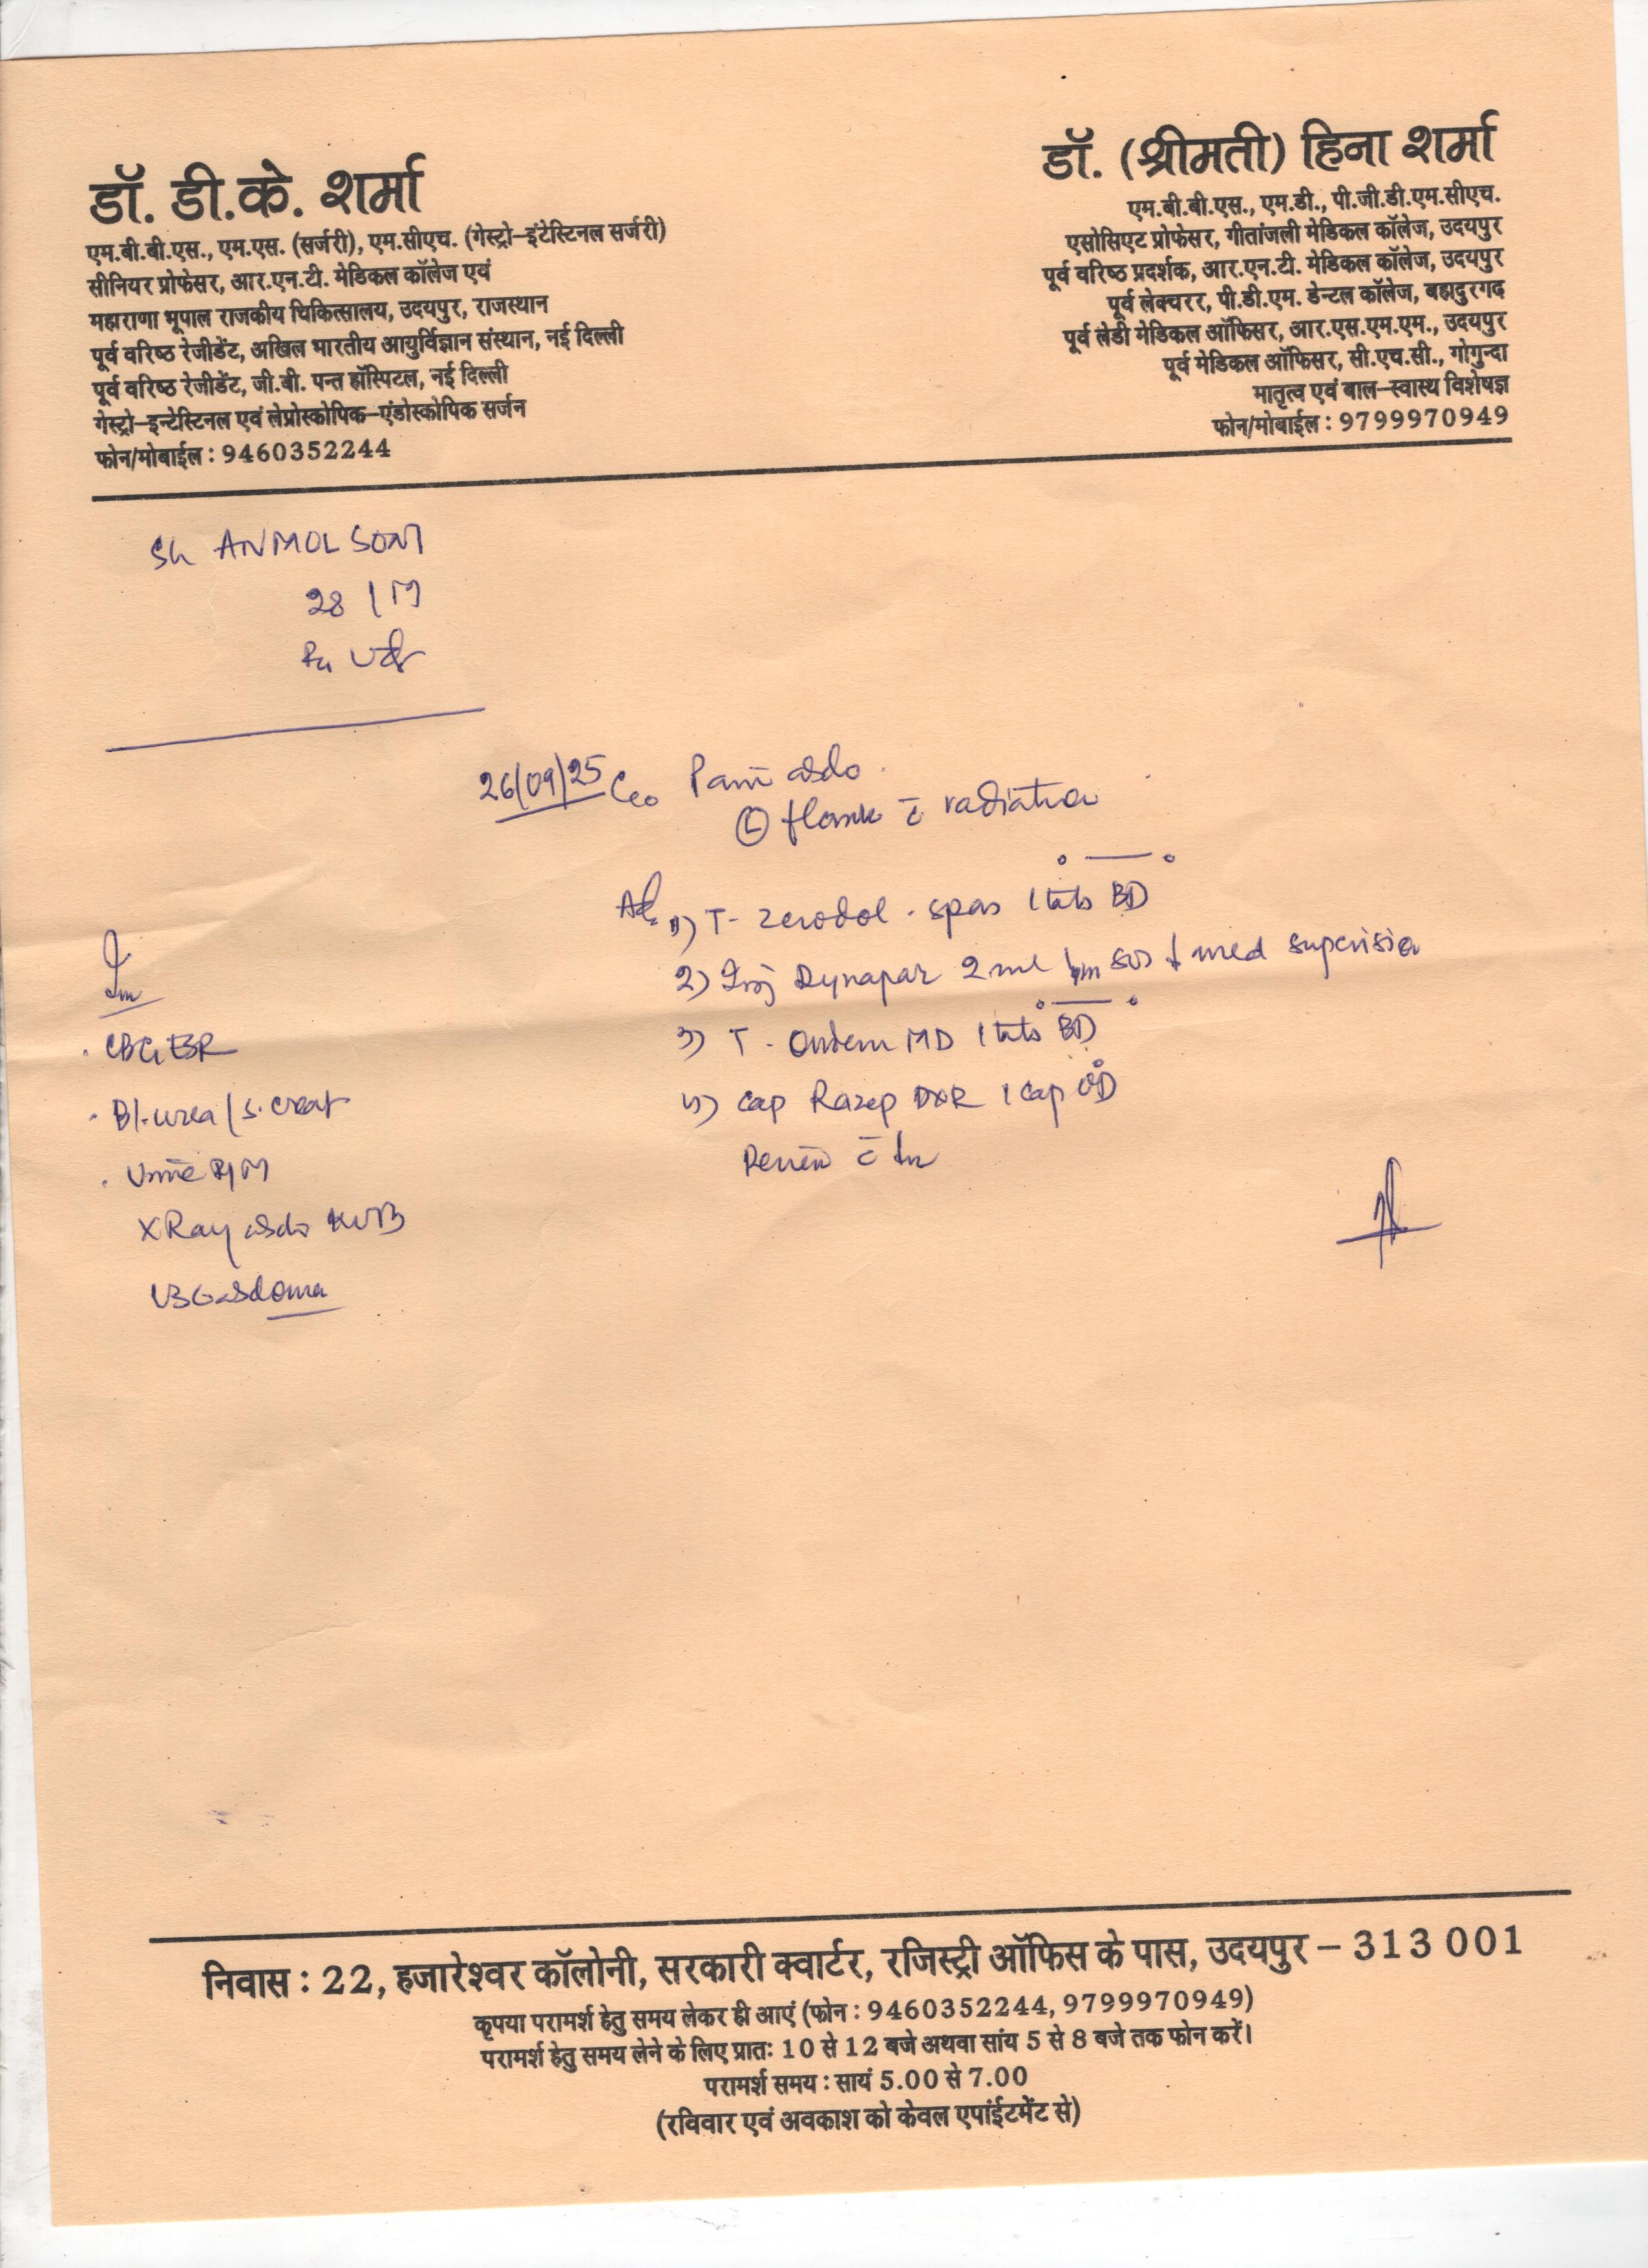 डॉ. डी.के. शर्मा
एम.बी.बी.एस., एम.एस. (सर्जरी), एम.सीएच. (गेस्ट्रो-इंटेस्टिनल सर्जरी)
सीनियर प्रोफेसर, आर.एन.टी. मेडिकल कॉलेज एवं
महाराणा भूपाल राजकीय चिकित्सालय, उदयपुर, राजस्थान
पूर्व वरिष्ठ रेजीडेंट, अखिल भारतीय आयुर्विज्ञान संस्थान, नई दिल्ली
पूर्व वरिष्ठ रेजीडेंट, जी.बी. पन्त हॉस्पिटल, नई दिल्ली
गेस्ट्रो-इन्टेस्टिनल एवं लेप्रोस्कोपिक-एंडोस्कोपिक सर्जन
फोन/मोबाईल : 9460352244
डॉ. (श्रीमती) हिना शर्मा
एम.बी.बी.एस., एम.डी., पी.जी.डी.एम.सीएच.
एसोसिएट प्रोफेसर, गीतांजली मेडिकल कॉलेज, उदयपुर
पूर्व वरिष्ठ प्रदर्शक, आर.एन.टी. मेडिकल कॉलेज, उदयपुर
पूर्व लेक्चरर, पी.डी.एम. डेन्टल कॉलेज, बहादुरगढ
पूर्व लेडी मेडिकल ऑफिसर, आर.एस.एम.एम., उदयपुर
पूर्व मेडिकल ऑफिसर, सी.एच.सी., गोगुन्दा
मातृत्व एवं बाल-स्वास्थ्य विशेषज्ञ
फोन/मोबाईल : 9799970949
Sh ANMOL SONI
28 / M
26/09/25 C/o Pain abdo
(L) flank c̄ radiation
1) T- Zerodol-spas 1 tab BD
2) Inj Dynapar 2 ml Im SOS med supervision
3) T- Ondem MD 1 tab BD
4) Cap Razep DSR 1 cap OD
Review c̄ Inv
Inv
. CBC ESR
. Bl-urea / S. creat
. Urine R/M
X Ray abdo KUB
USG abdomen
निवास : 22, हजारेश्वर कॉलोनी, सरकारी क्वार्टर, रजिस्ट्री ऑफिस के पास, उदयपुर – 313 001
कृपया परामर्श हेतु समय लेकर ही आएं (फोन : 9460352244, 9799970949)
परामर्श हेतु समय लेने के लिए प्रातः 10 से 12 बजे अथवा सांय 5 से 8 बजे तक फोन करें।
परामर्श समय : सायं 5.00 से 7.00
(रविवार एवं अवकाश को केवल एपांईटमेंट से)